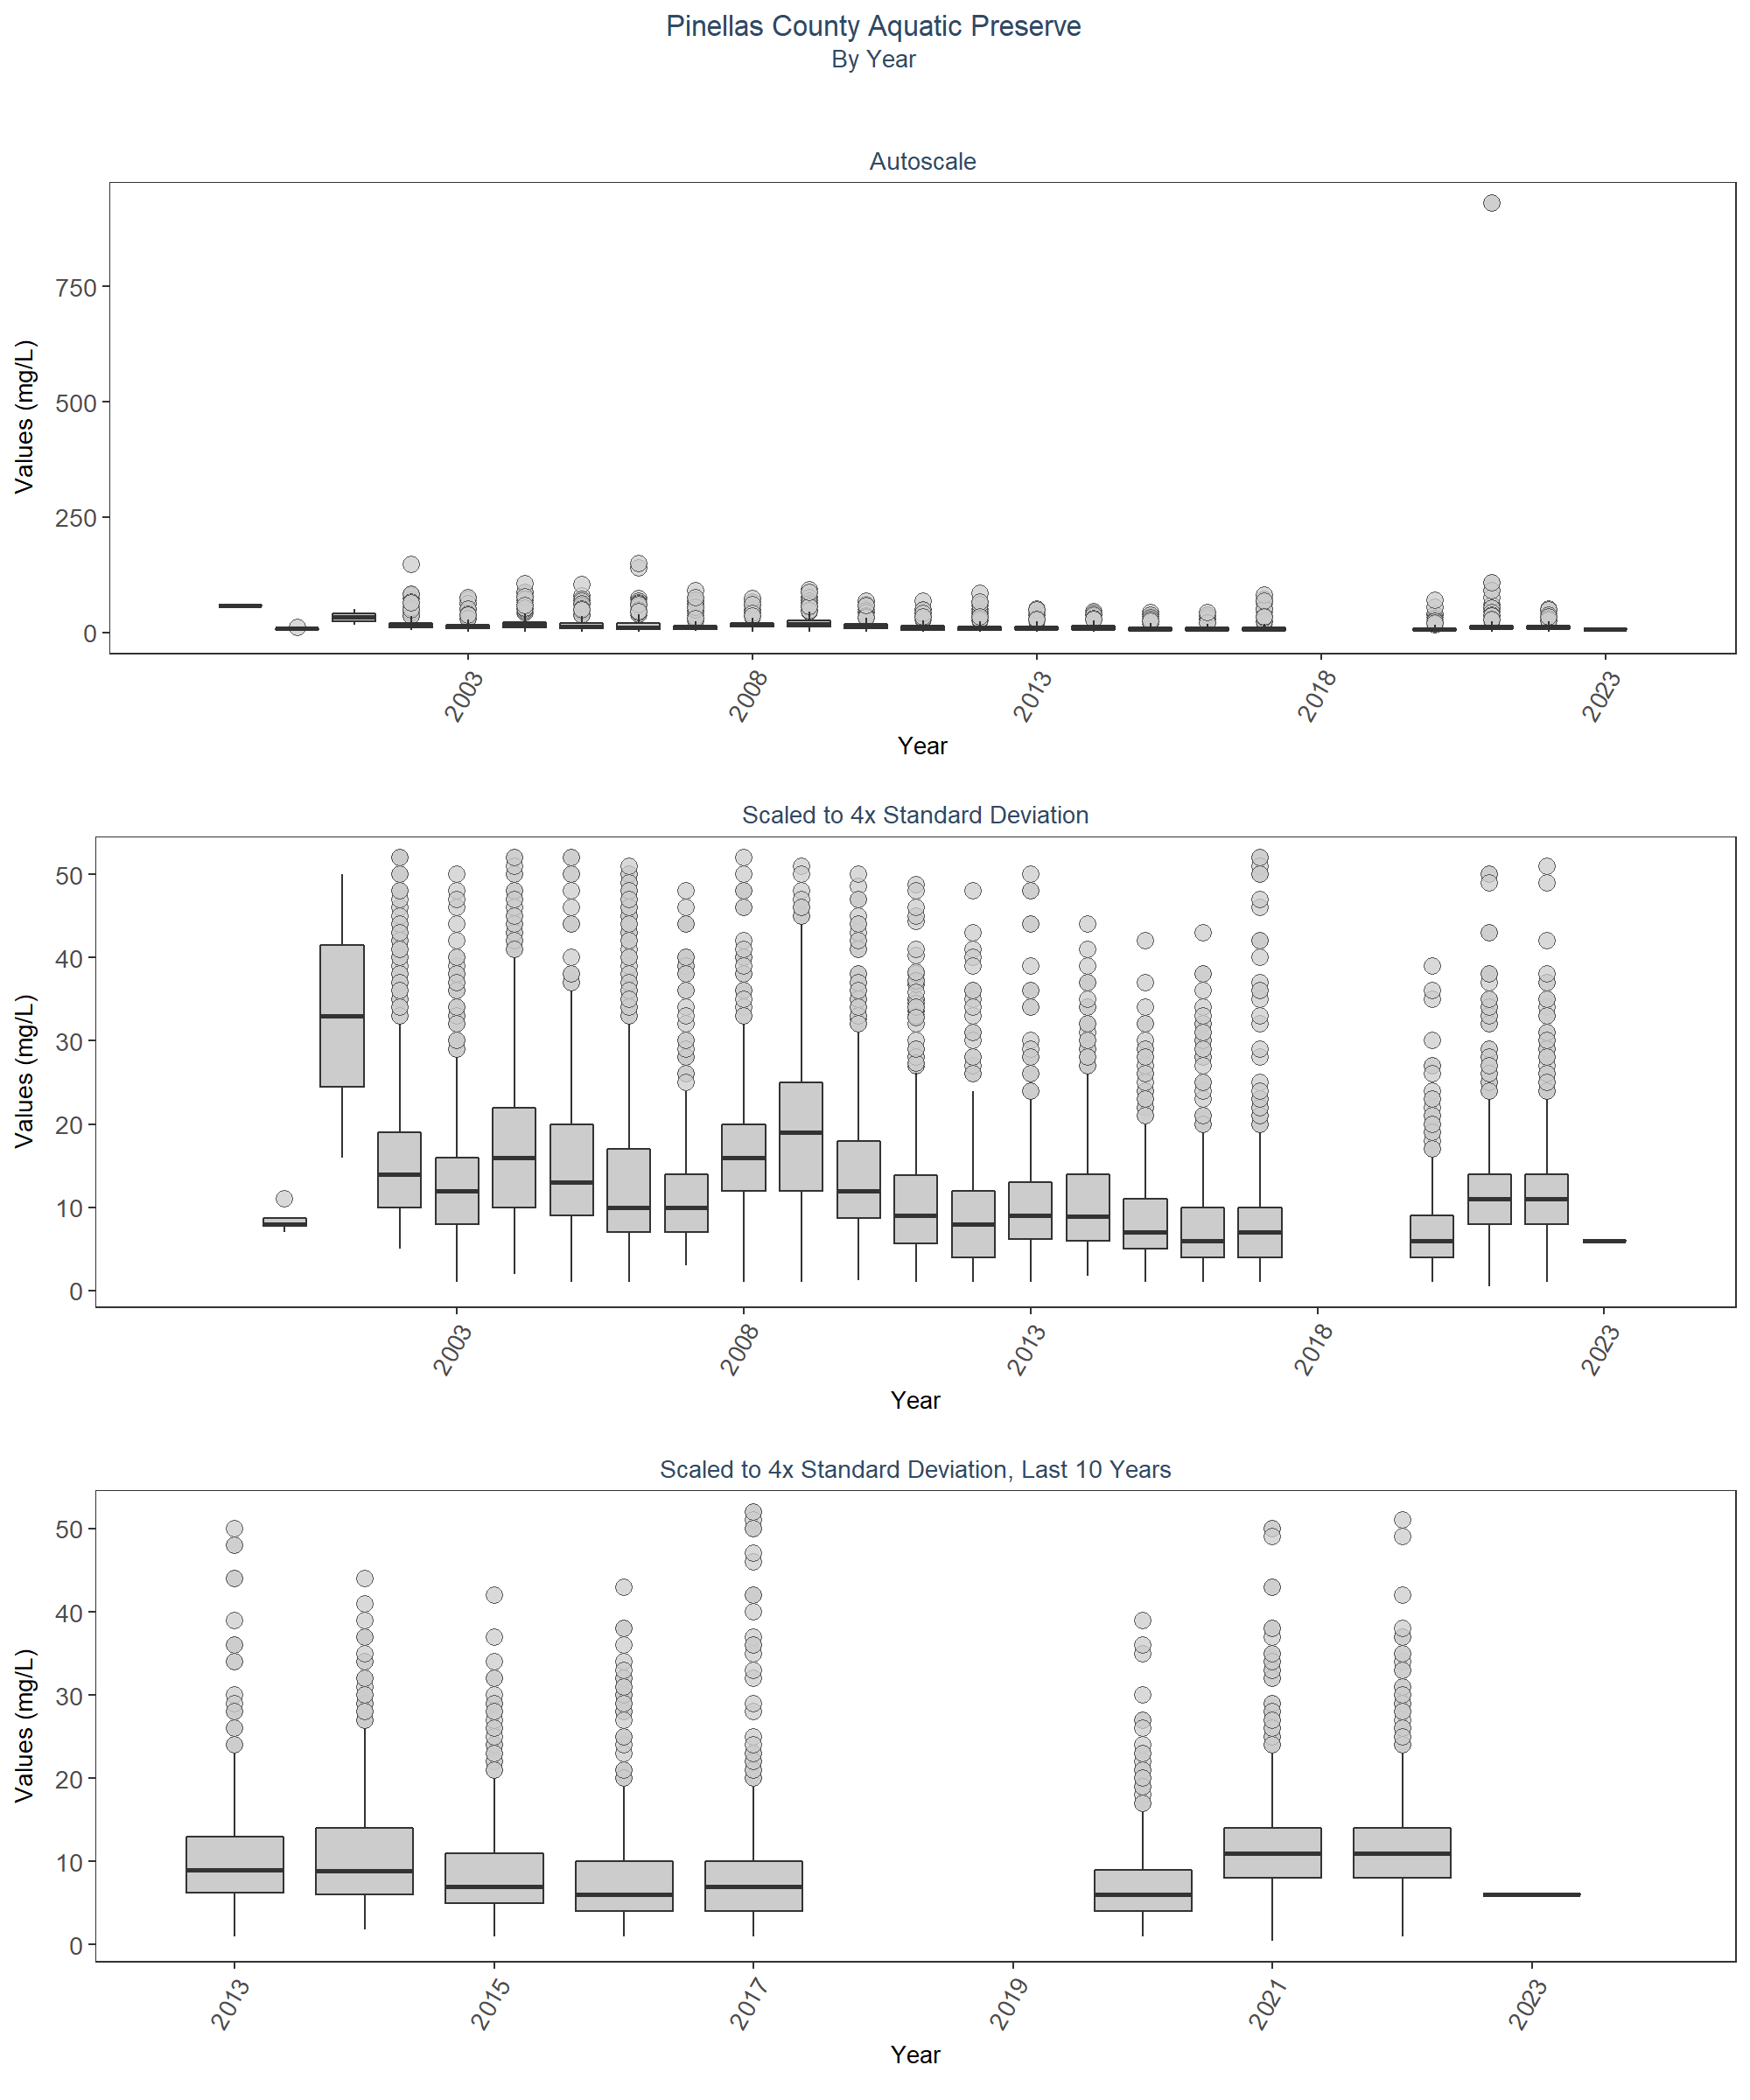 Pinellas County Aquatic Preserve
By Year
Autoscale
Values (mg/L)
750
500
250
0
2003 2008 2013 2018 2023
Year
Scaled to 4x Standard Deviation
Values (mg/L)
50
40
30
20
10
0
2003 2008 2013 2018 2023
Year
Scaled to 4x Standard Deviation, Last 10 Years
Values (mg/L)
50
40
30
20
10
0
2013 2015 2017 2019 2021 2023
Year